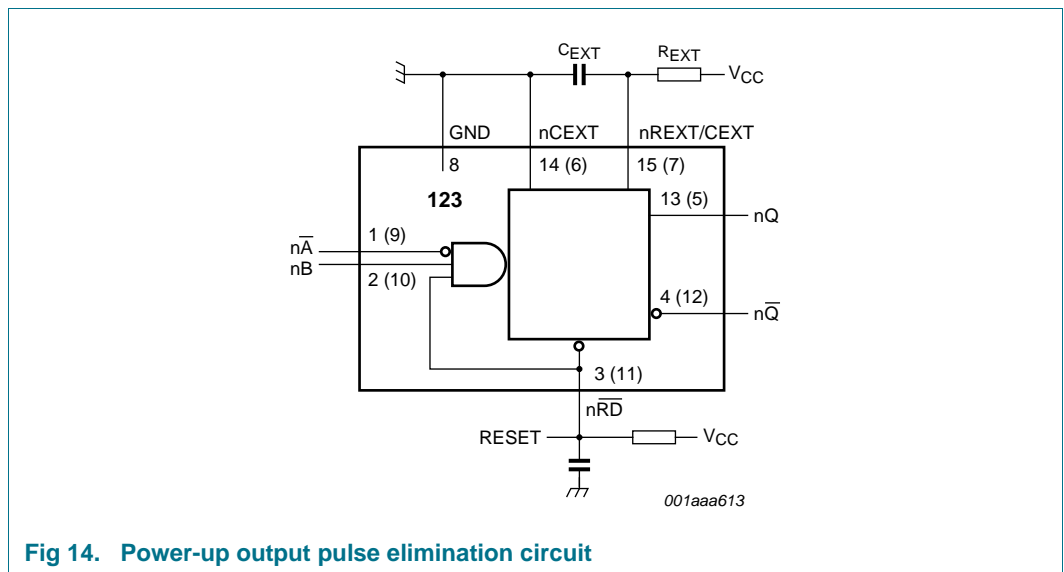 CEXT
REXT
VCC
GND
nCEXT
nREXT/CEXT
8
14 (6)
15 (7)
123
13 (5)
nQ
1 (9)
nA̅
nB
2 (10)
4 (12)
nQ̅
3 (11)
nR̅D̅
RESET
VCC
001aaa613
Fig 14. Power-up output pulse elimination circuit